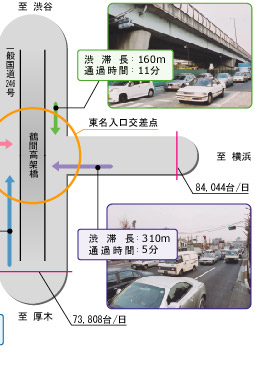 至 渋谷
一般国道246号
渋滞長：160m
通過時間：11分
東名入口交差点
鶴間高架橋
至 横浜
84,044台/日
渋滞長：310m
通過時間：5分
至 厚木
73,808台/日